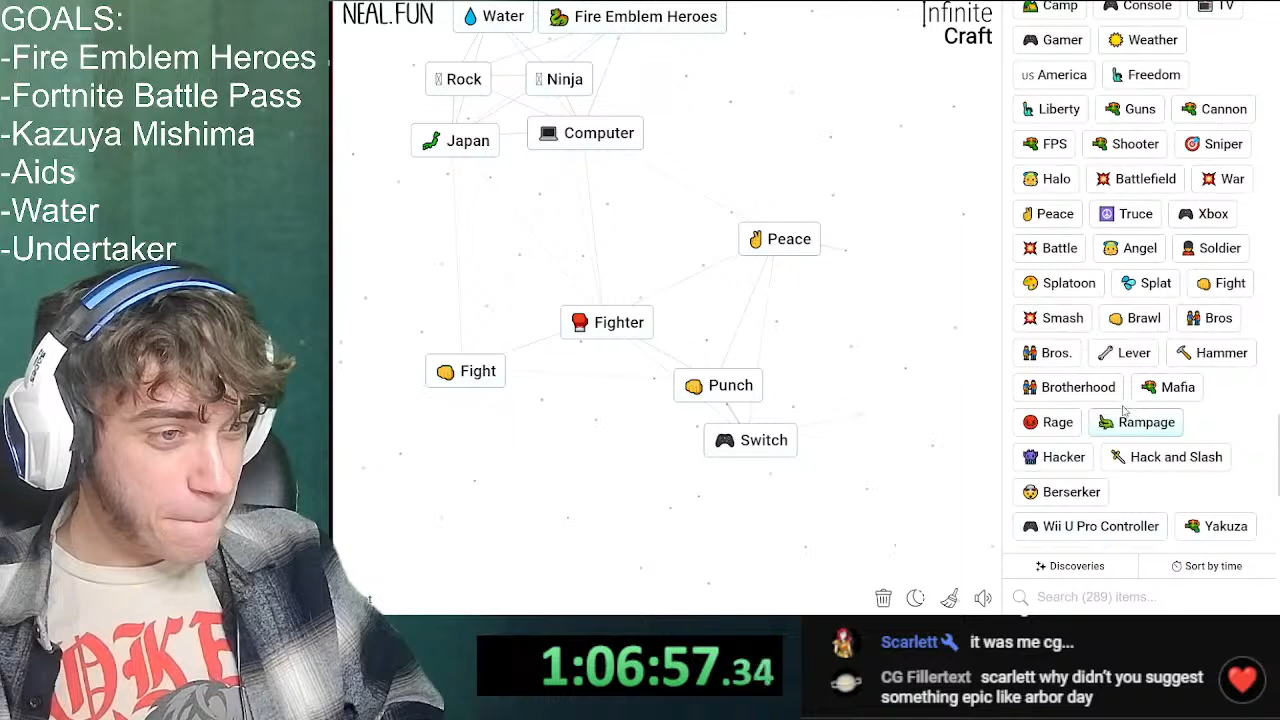 GOALS:
-Fire Emblem Heroes
-Fortnite Battle Pass
-Kazuya Mishima
-Aids
-Water
-Undertaker
NEAL.FUN
Infinite
Craft
Water
Fire Emblem Heroes
Rock
Ninja
Japan
Computer
Peace
Fighter
Fight
Punch
Switch
Camp
Console
TV
Gamer
Weather
US America
Freedom
Liberty
Guns
Cannon
FPS
Shooter
Sniper
Halo
Battlefield
War
Peace
Truce
Xbox
Battle
Angel
Soldier
Splatoon
Splat
Fight
Smash
Brawl
Bros
Bros.
Lever
Hammer
Brotherhood
Mafia
Rage
Rampage
Hacker
Hack and Slash
Berserker
Wii U Pro Controller
Yakuza
Discoveries
Sort by time
Search (289) items...
1:06:57.34
Scarlett it was me cg...
CG Fillertext scarlett why didn't you suggest
something epic like arbor day